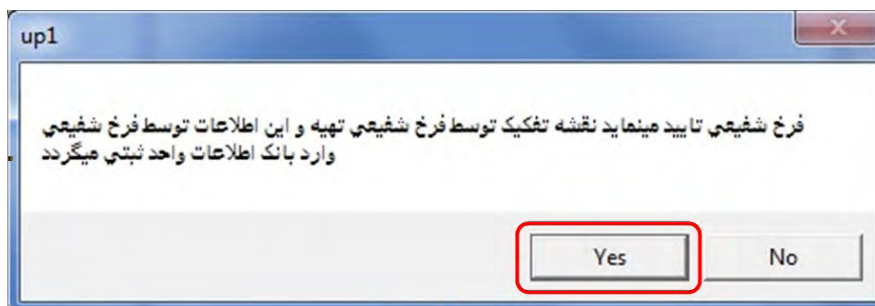 up1
فرخ شفيعي تاييد مينمايد نقشه تفكيک توسط فرخ شفيعي تهيه و اين اطلاعات توسط فرخ شفيعي
وارد بانک اطلاعات واحد ثبتي ميگردد
Yes
No